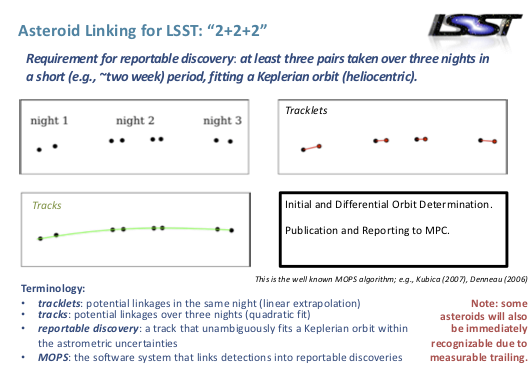 Asteroid Linking for LSST: “2+2+2”
LSST
Requirement for reportable discovery: at least three pairs taken over three nights in
a short (e.g., ~two week) period, fitting a Keplerian orbit (heliocentric).
night 1
night 2
night 3
Tracklets
Tracks
Initial and Differential Orbit Determination.
Publication and Reporting to MPC.
This is the well known MOPS algorithm; e.g., Kubica (2007), Denneau (2006)
Terminology:
• tracklets: potential linkages in the same night (linear extrapolation)
• tracks: potential linkages over three nights (quadratic fit)
• reportable discovery: a track that unambiguously fits a Keplerian orbit within
the astrometric uncertainties
• MOPS: the software system that links detections into reportable discoveries
Note: some
asteroids will also
be immediately
recognizable due to
measurable trailing.